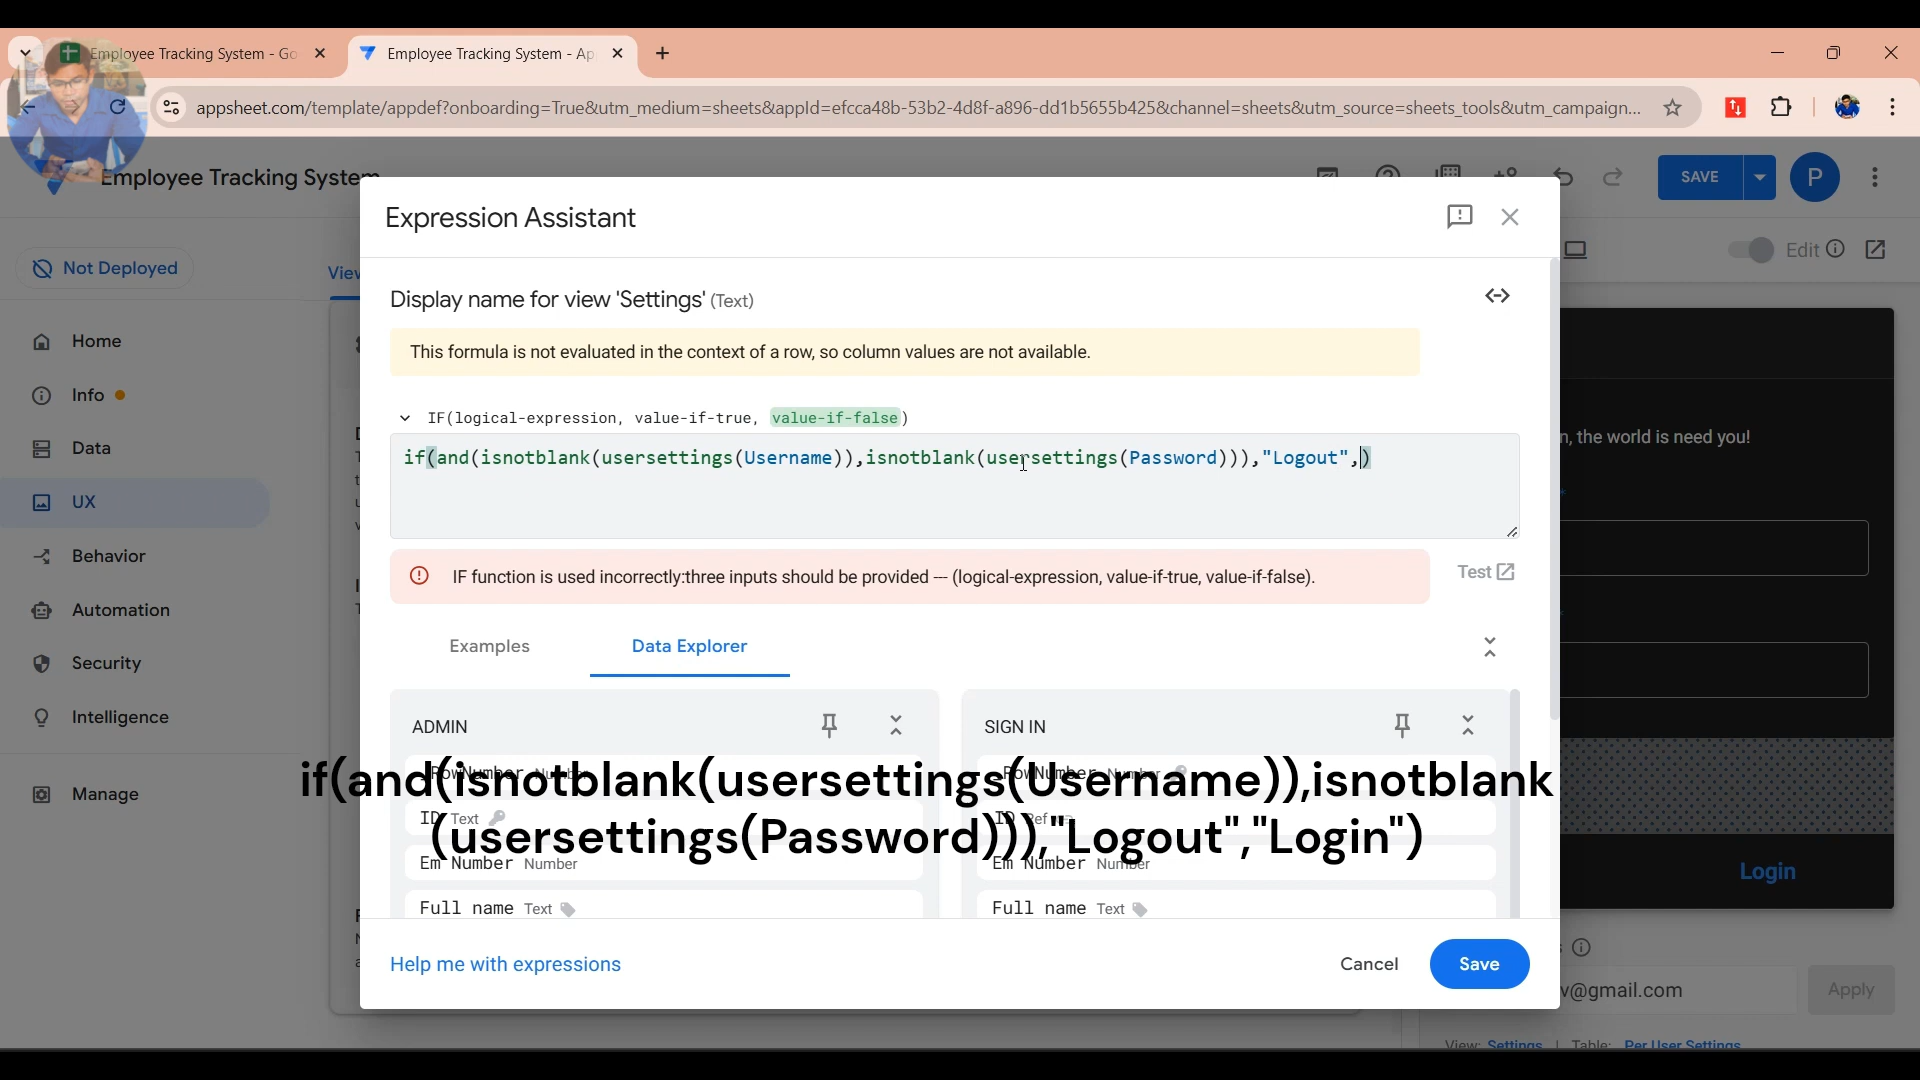 Employee Tracking System - Go
Employee Tracking System - Ap
appsheet.com/template/appdef?onboarding=True&utm_medium=sheets&appId=efcca48b-53b2-4d8f-a896-dd1b5655b425&channel=sheets&utm_source=sheets_tools&utm_campaign...
Employee Tracking System
SAVE
P
Expression Assistant
Not Deployed
View
Edit
Display name for view 'Settings' (Text)
Home
This formula is not evaluated in the context of a row, so column values are not available.
Info
IF(logical-expression, value-if-true, value-if-false)
n, the world is need you!
Data
if(and(isnotblank(usersettings(Username)),isnotblank(usersettings(Password))),"Logout",)
UX
Behavior
IF function is used incorrectly:three inputs should be provided — (logical-expression, value-if-true, value-if-false).
Test
Automation
Examples
Data Explorer
Security
Intelligence
ADMIN
SIGN IN
_RowNumber Number
_RowNumber Number
if(and(isnotblank(usersettings(Username)),isnotblank
Manage
ID Text
ID Ref
(usersettings(Password))),"Logout","Login")
Em Number Number
Em Number Number
Login
Full name Text
Full name Text
Help me with expressions
Cancel
Save
v@gmail.com
Apply
View: Settings | Table: Per User Settings